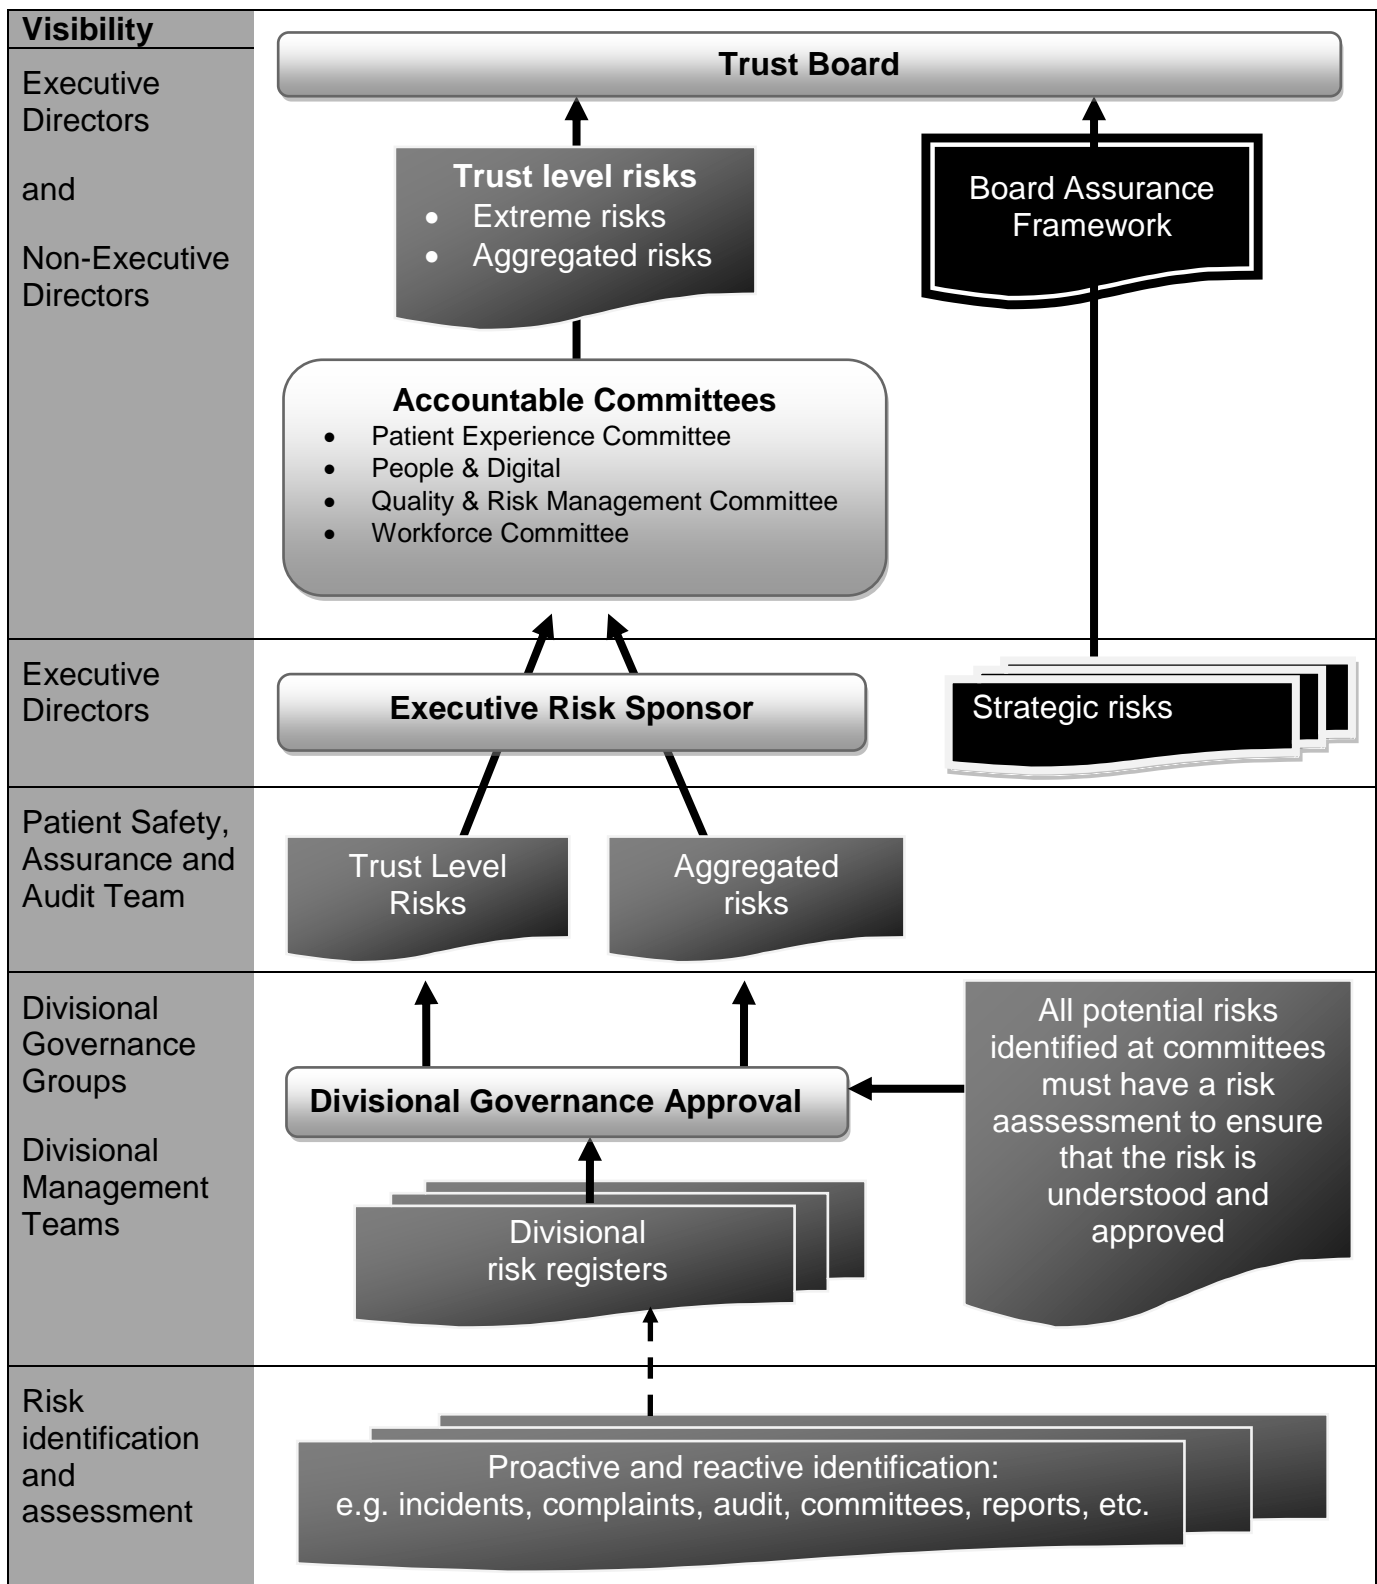 Visibility
Executive
Directors
and
Non-Executive
Directors
Trust Board
Trust level risks
• Extreme risks
• Aggregated risks
Board Assurance
Framework
Accountable Committees
• Patient Experience Committee
• People & Digital
• Quality & Risk Management Committee
• Workforce Committee
Executive
Directors
Executive Risk Sponsor
Strategic risks
Patient Safety,
Assurance and
Audit Team
Trust Level
Risks
Aggregated
risks
Divisional
Governance
Groups
Divisional
Management
Teams
Divisional Governance Approval
All potential risks
identified at committees
must have a risk
aassessment to ensure
that the risk is
understood and
approved
Divisional
risk registers
Risk
identification
and
assessment
Proactive and reactive identification:
e.g. incidents, complaints, audit, committees, reports, etc.